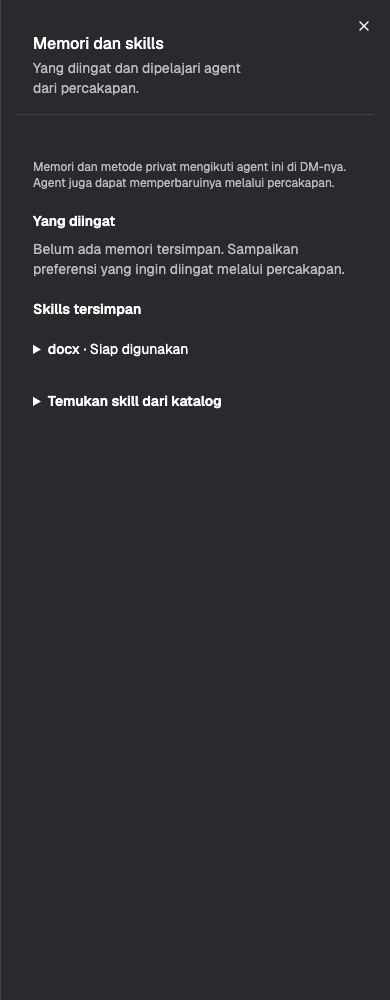 Memori dan skills
Yang diingat dan dipelajari agent
dari percakapan.
Memori dan metode privat mengikuti agent ini di DM-nya.
Agent juga dapat memperbaruinya melalui percakapan.
Yang diingat
Belum ada memori tersimpan. Sampaikan
preferensi yang ingin diingat melalui percakapan.
Skills tersimpan
docx · Siap digunakan
Temukan skill dari katalog